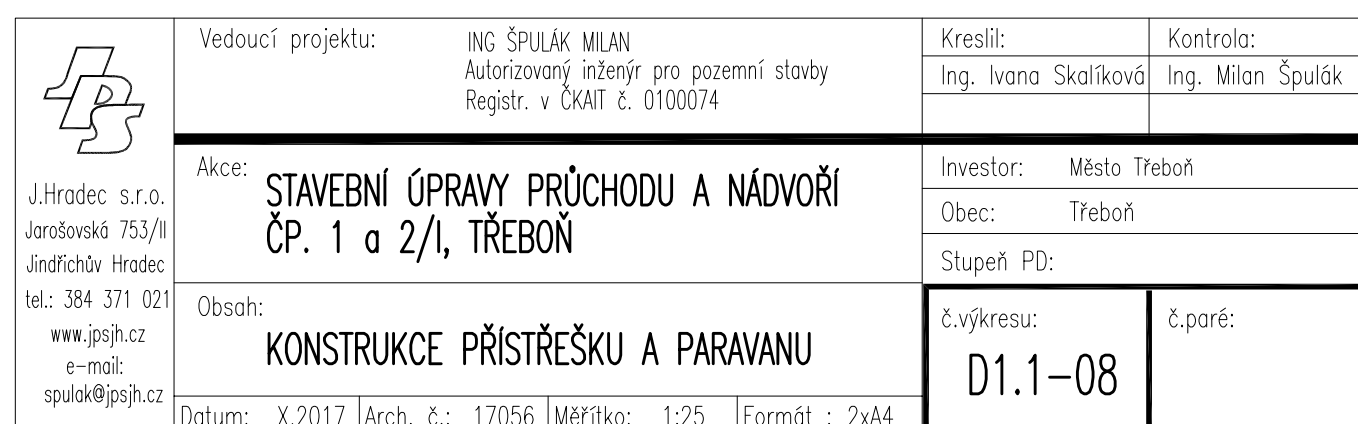 JPS
J.Hradec s.r.o.
Jarošovská 753/II
Jindřichův Hradec
tel.: 384 371 021
www.jpsjh.cz
e-mail:
spulak@jpsjh.cz
Vedoucí projektu: ING ŠPULÁK MILAN
Autorizovaný inženýr pro pozemní stavby
Registr. v ČKAIT č. 0100074
Kreslil: Kontrola:
Ing. Ivana Skalíková Ing. Milan Špulák
Akce:
STAVEBNÍ ÚPRAVY PRŮCHODU A NÁDVOŘÍ
ČP. 1 a 2/I, TŘEBOŇ
Investor: Město Třeboň
Obec: Třeboň
Stupeň PD:
Obsah:
KONSTRUKCE PŘÍSTŘEŠKU A PARAVANU
č.výkresu: č.paré:
D1.1-08
Datum: X.2017 Arch. č.: 17056 Měřítko: 1:25 Formát : 2xA4